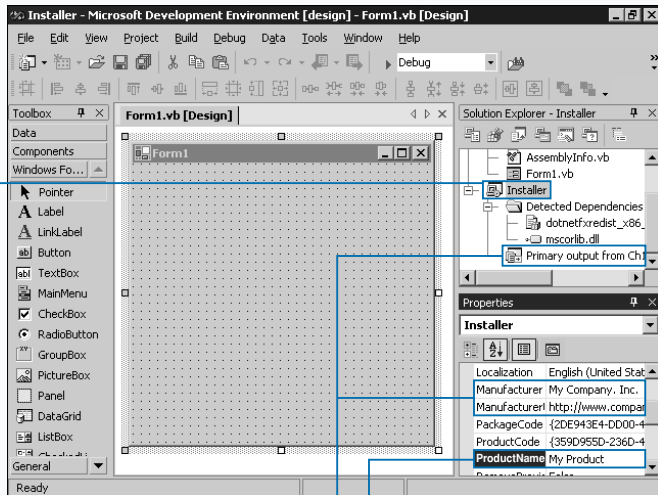 Installer - Microsoft Development Environment [design] - Form1.vb [Design]
File Edit View Project Build Debug Data Tools Window Help
Debug
Toolbox
Data
Components
Windows Fo...
Pointer
Label
LinkLabel
Button
TextBox
MainMenu
CheckBox
RadioButton
GroupBox
PictureBox
Panel
DataGrid
ListBox
General
Form1.vb [Design]
Form1
Solution Explorer - Installer
AssemblyInfo.vb
Form1.vb
Installer
Detected Dependencies
dotnetfxredist_x86_
mscorlib.dll
Primary output from Ch1
Properties
Installer
Localization English (United Stat
Manufacturer My Company, Inc.
Manufacturer http://www.compan
PackageCode {2DE943E4-DD00-4
ProductCode {359D955D-236D-4
ProductName My Product
Ready